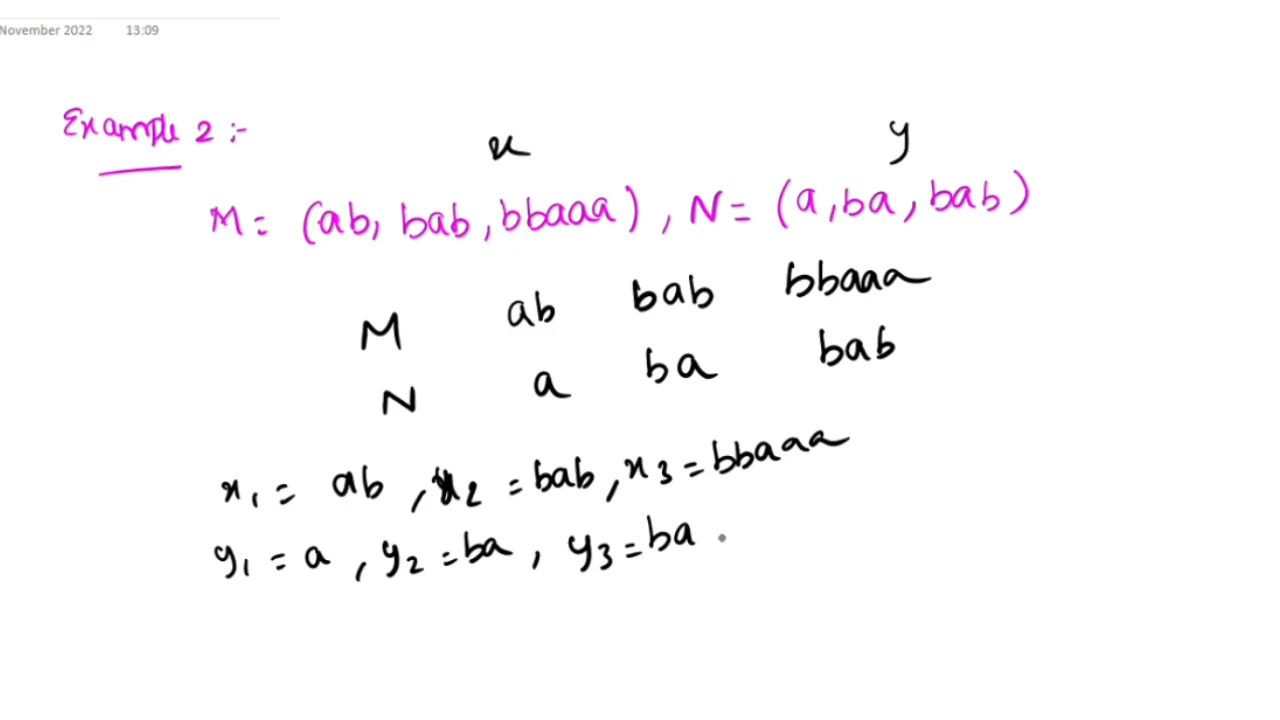 November 2022 13:09
Example 2 :-
x y
M = (ab, bab, bbaaa) , N = (a, ba, bab)
M ab bab bbaaa
N a ba bab
x1 = ab , x2 = bab, x3 = bbaaa
y1 = a , y2 = ba , y3 = ba